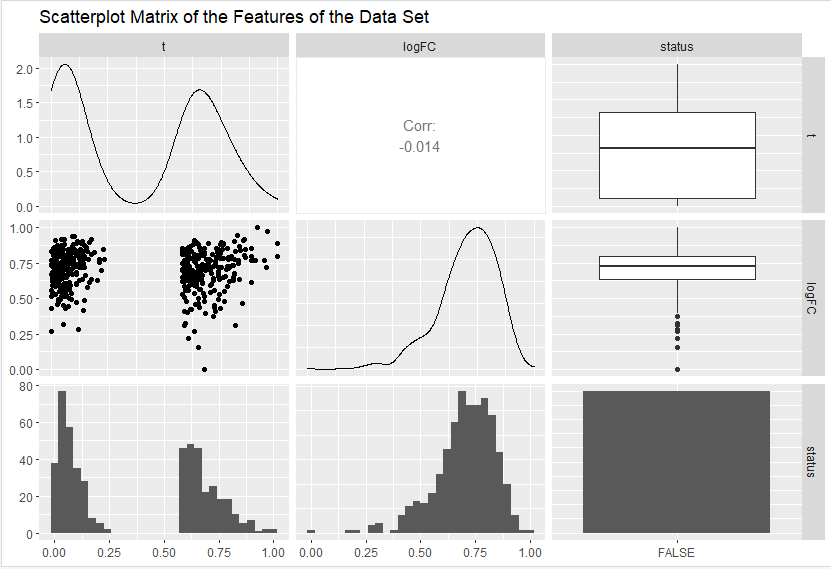 Scatterplot Matrix of the Features of the Data Set
t logFC status
2.0
1.5
1.0
0.5
0.0
Corr:
-0.014
t
1.00
0.75
0.50
0.25
0.00
logFC
80
60
40
20
0
status
0.00 0.25 0.50 0.75 1.00 0.00 0.25 0.50 0.75 1.00 FALSE